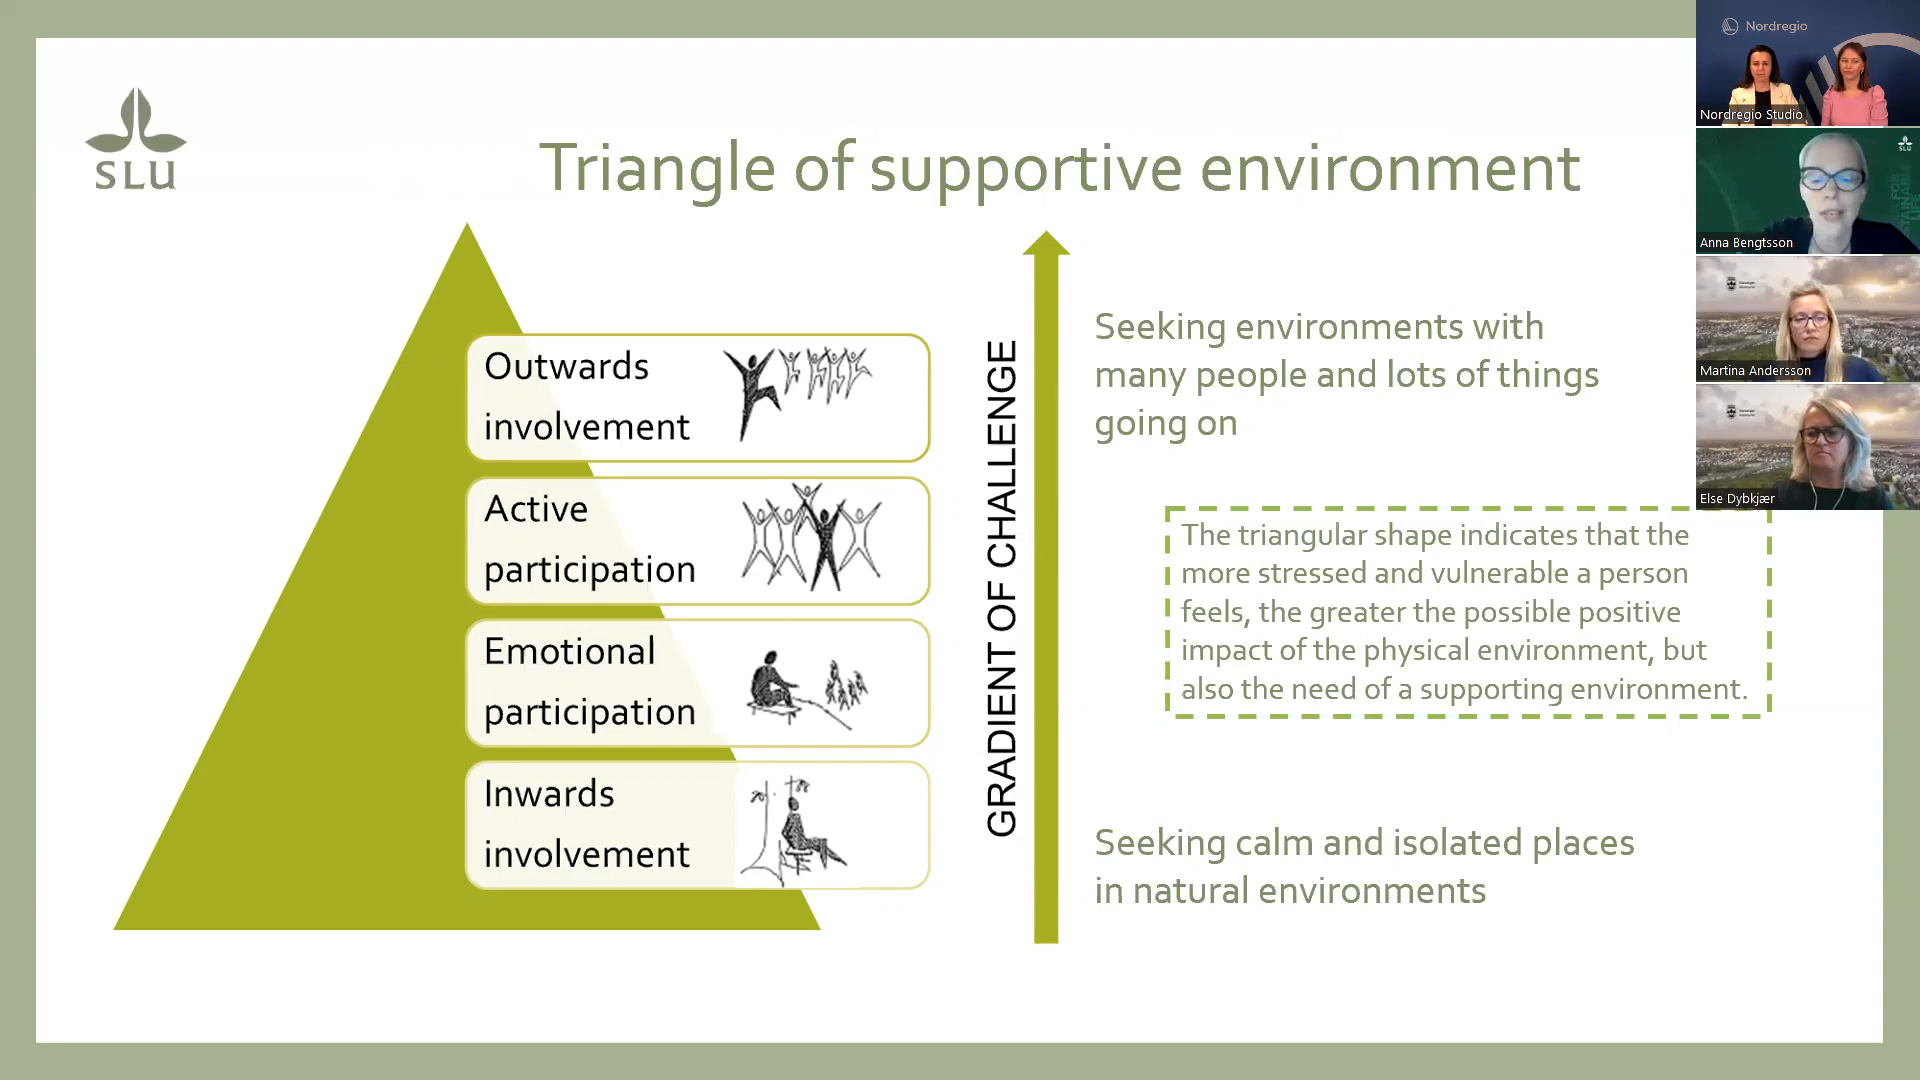 SLU
Triangle of supportive environment
Outwards
involvement
Active
participation
Emotional
participation
Inwards
involvement
GRADIENT OF CHALLENGE
Seeking environments with
many people and lots of things
going on
The triangular shape indicates that the
more stressed and vulnerable a person
feels, the greater the possible positive
impact of the physical environment, but
also the need of a supporting environment.
Seeking calm and isolated places
in natural environments
Nordregio
Nordregio Studio
SLU
Anna Bengtsson
Martina Andersson
Else Dybkjær